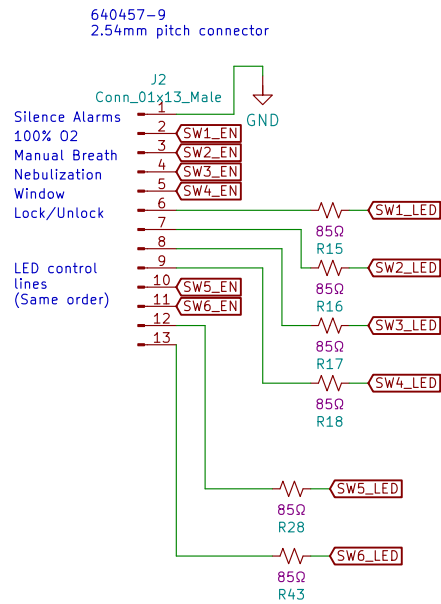 640457-9
2.54mm pitch connector
J2
Conn_01x13_Male
Silence Alarms
100% O2
Manual Breath
Nebulization
Window
Lock/Unlock
LED control
lines
(Same order)
1
2
3
4
5
6
7
8
9
10
11
12
13
GND
SW1_EN
SW2_EN
SW3_EN
SW4_EN
SW5_EN
SW6_EN
SW1_LED
85Ω
R15
SW2_LED
85Ω
R16
SW3_LED
85Ω
R17
SW4_LED
85Ω
R18
SW5_LED
85Ω
R28
SW6_LED
85Ω
R43